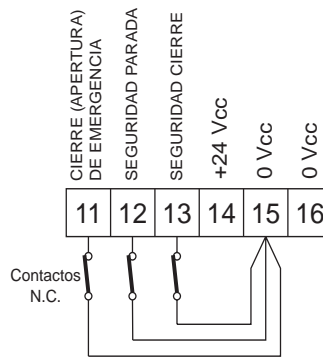 CIERRE (APERTURA)
DE EMERGENCIA
SEGURIDAD PARADA
SEGURIDAD CIERRE
+24 Vcc
0 Vcc
0 Vcc
11 12 13 14 15 16
Contactos
N.C.